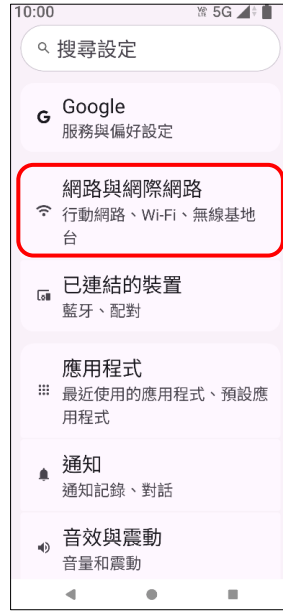 10:00 5G
搜尋設定
Google
服務與偏好設定
網路與網際網路
行動網路、Wi-Fi、無線基地
台
已連結的裝置
藍牙、配對
應用程式
最近使用的應用程式、預設應
用程式
通知
通知記錄、對話
音效與震動
音量和震動